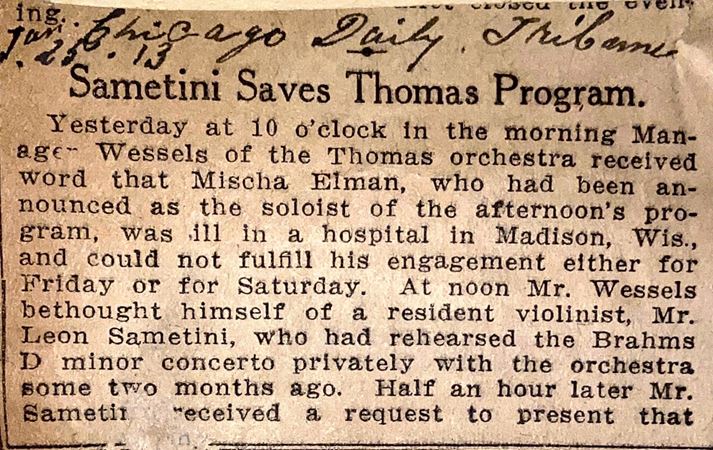 ing.
closed the even-
Chicago Daily Tribune
Jan. 25. 13
Sametini Saves Thomas Program.
Yesterday at 10 o'clock in the morning Man-
ager Wessels of the Thomas orchestra received
word that Mischa Elman, who had been an-
nounced as the soloist of the afternoon's pro-
gram, was ill in a hospital in Madison, Wis.,
and could not fulfill his engagement either for
Friday or for Saturday. At noon Mr. Wessels
bethought himself of a resident violinist, Mr.
Leon Sametini, who had rehearsed the Brahms
D minor concerto privately with the orchestra
some two months ago. Half an hour later Mr.
Sametini received a request to present that